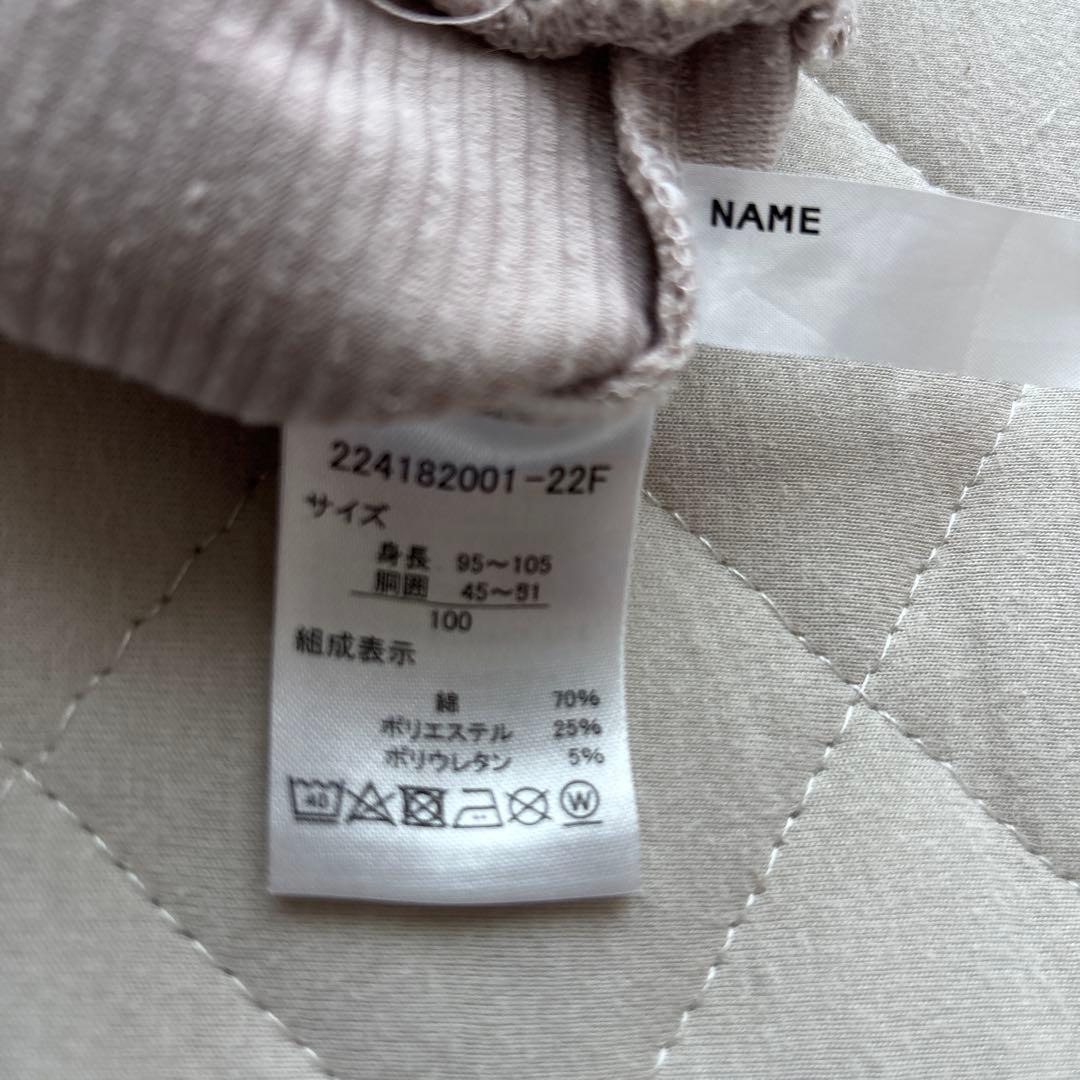 NAME
224182001-22F
サイズ
身長 95～105
胴囲 45～51
100
組成表示
綿 70%
ポリエステル 25%
ポリウレタン 5%
40 W